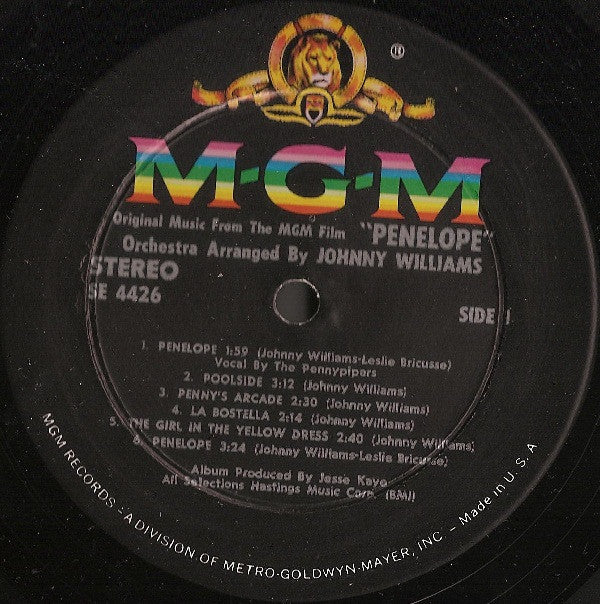 ®
M-G-M
Original Music From The MGM Film "PENELOPE"
Orchestra Arranged By JOHNNY WILLIAMS
STEREO
SE 4426
SIDE 1
1. PENELOPE 1:59 (Johnny Williams-Leslie Bricusse)
Vocal By The Pennypipers
2. POOLSIDE 3:12 (Johnny Williams)
3. PENNY'S ARCADE 2:30 (Johnny Williams)
4. LA BOSTELLA 2:14 (Johnny Williams)
5. THE GIRL IN THE YELLOW DRESS 2:40 (Johnny Williams)
6. PENELOPE 3:24 (Johnny Williams-Leslie Bricusse)
Album Produced By Jesse Kaye
All Selections Hastings Music Corp. (BMI)
MGM RECORDS – A DIVISION OF METRO-GOLDWYN-MAYER, INC – Made in U.S.A